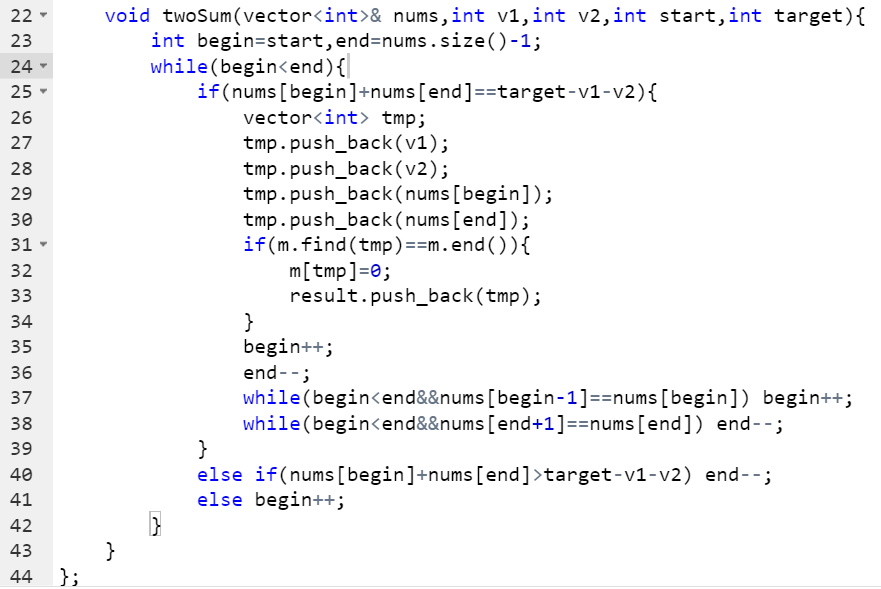 22 void twoSum(vector<int>& nums,int v1,int v2,int start,int target){
23 int begin=start,end=nums.size()-1;
24 while(begin<end){
25 if(nums[begin]+nums[end]==target-v1-v2){
26 vector<int> tmp;
27 tmp.push_back(v1);
28 tmp.push_back(v2);
29 tmp.push_back(nums[begin]);
30 tmp.push_back(nums[end]);
31 if(m.find(tmp)==m.end()){
32 m[tmp]=0;
33 result.push_back(tmp);
34 }
35 begin++;
36 end--;
37 while(begin<end&&nums[begin-1]==nums[begin]) begin++;
38 while(begin<end&&nums[end+1]==nums[end]) end--;
39 }
40 else if(nums[begin]+nums[end]>target-v1-v2) end--;
41 else begin++;
42 }
43 }
44 };